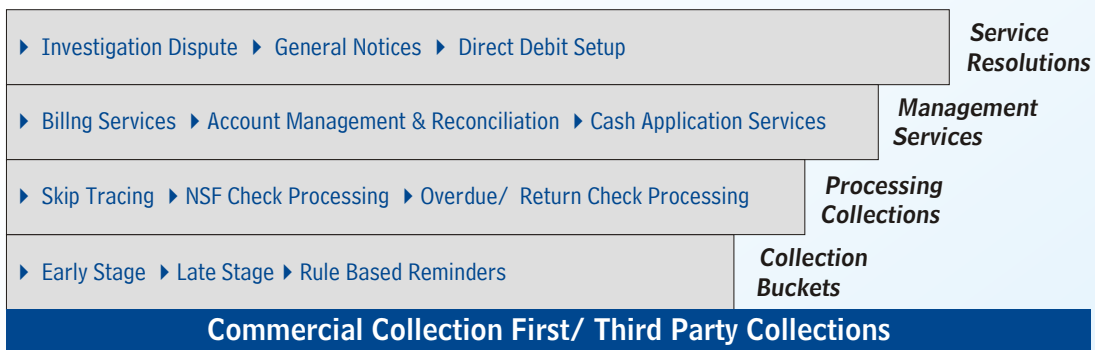 ▸ Investigation Dispute ▸ General Notices ▸ Direct Debit Setup
Service
Resolutions
▸ Billng Services ▸ Account Management & Reconciliation ▸ Cash Application Services
Management
Services
▸ Skip Tracing ▸ NSF Check Processing ▸ Overdue/ Return Check Processing
Processing
Collections
▸ Early Stage ▸ Late Stage ▸ Rule Based Reminders
Collection
Buckets
Commercial Collection First/ Third Party Collections